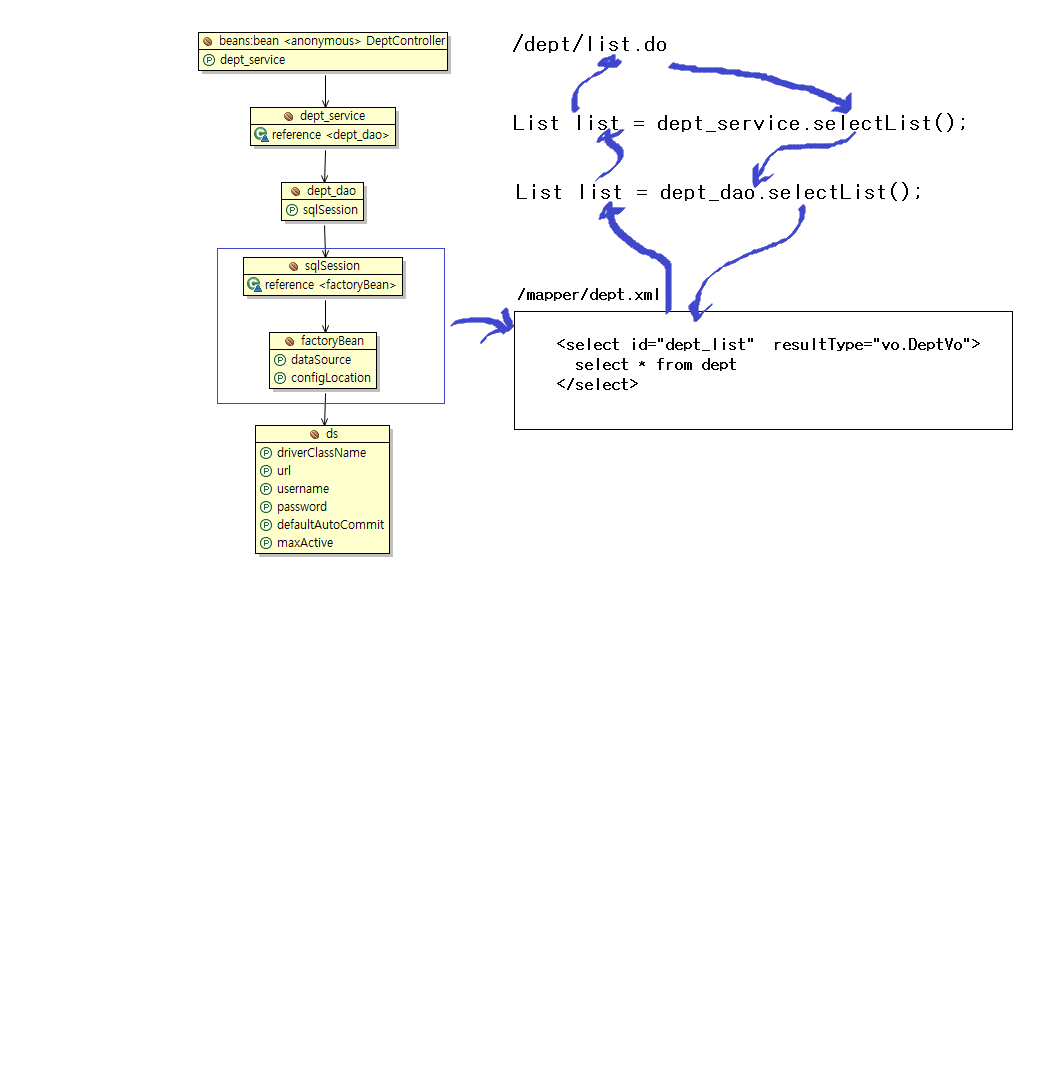 beans:bean <anonymous> DeptController
dept_service
dept_service
reference <dept_dao>
dept_dao
sqlSession
sqlSession
reference <factoryBean>
factoryBean
dataSource
configLocation
ds
driverClassName
url
username
password
defaultAutoCommit
maxActive
/dept/list.do
List list = dept_service.selectList();
List list = dept_dao.selectList();
/mapper/dept.xml
<select id="dept_list" resultType="vo.DeptVo">
select * from dept
</select>